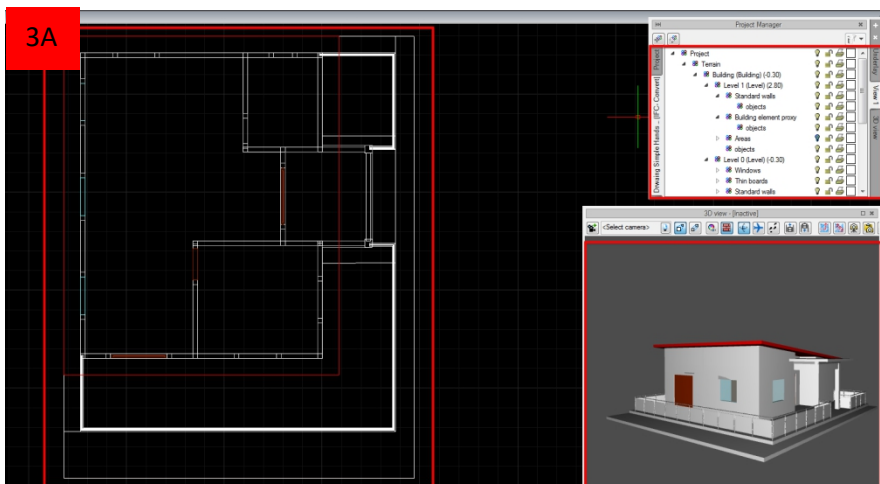 3A
Project Manager
Project
Terrain
Building (Building) (-0.30)
Level 1 (Level) (2.80)
Standard walls
objects
Building element proxy
objects
Areas
objects
Level 0 (Level) (-0.30)
Windows
Thin boards
Standard walls
Project
Underlay
View 1
3D view
3D view - [Inactive]
<Select camera>